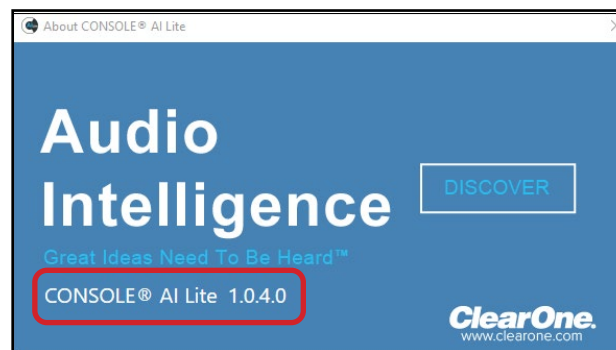 About CONSOLE® AI Lite
Audio
Intelligence
DISCOVER
Great Ideas Need To Be Heard™
CONSOLE® AI Lite 1.0.4.0
ClearOne.
www.clearone.com